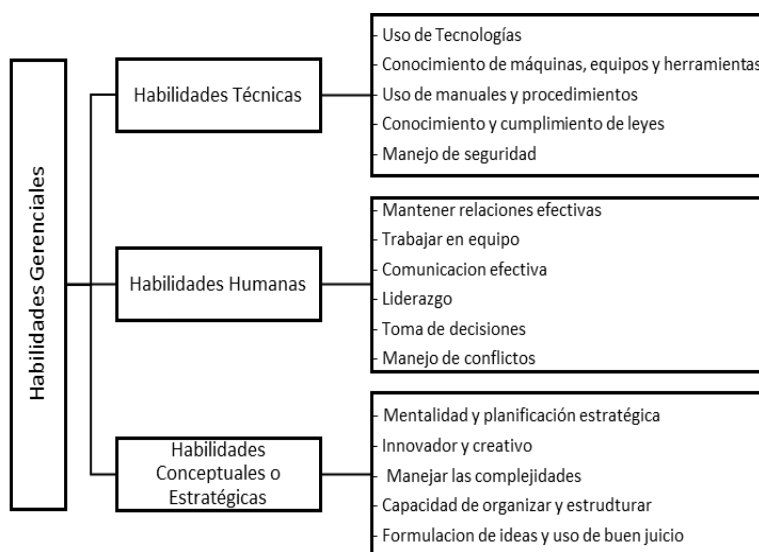 Habilidades Gerenciales
Habilidades Técnicas
- Uso de Tecnologías
- Conocimiento de máquinas, equipos y herramientas
- Uso de manuales y procedimientos
- Conocimiento y cumplimiento de leyes
- Manejo de seguridad
Habilidades Humanas
- Mantener relaciones efectivas
- Trabajar en equipo
- Comunicacion efectiva
- Liderazgo
- Toma de decisiones
- Manejo de conflictos
Habilidades
Conceptuales o
Estratégicas
- Mentalidad y planificación estratégica
- Innovador y creativo
- Manejar las complejidades
- Capacidad de organizar y estrudturar
- Formulacion de ideas y uso de buen juicio